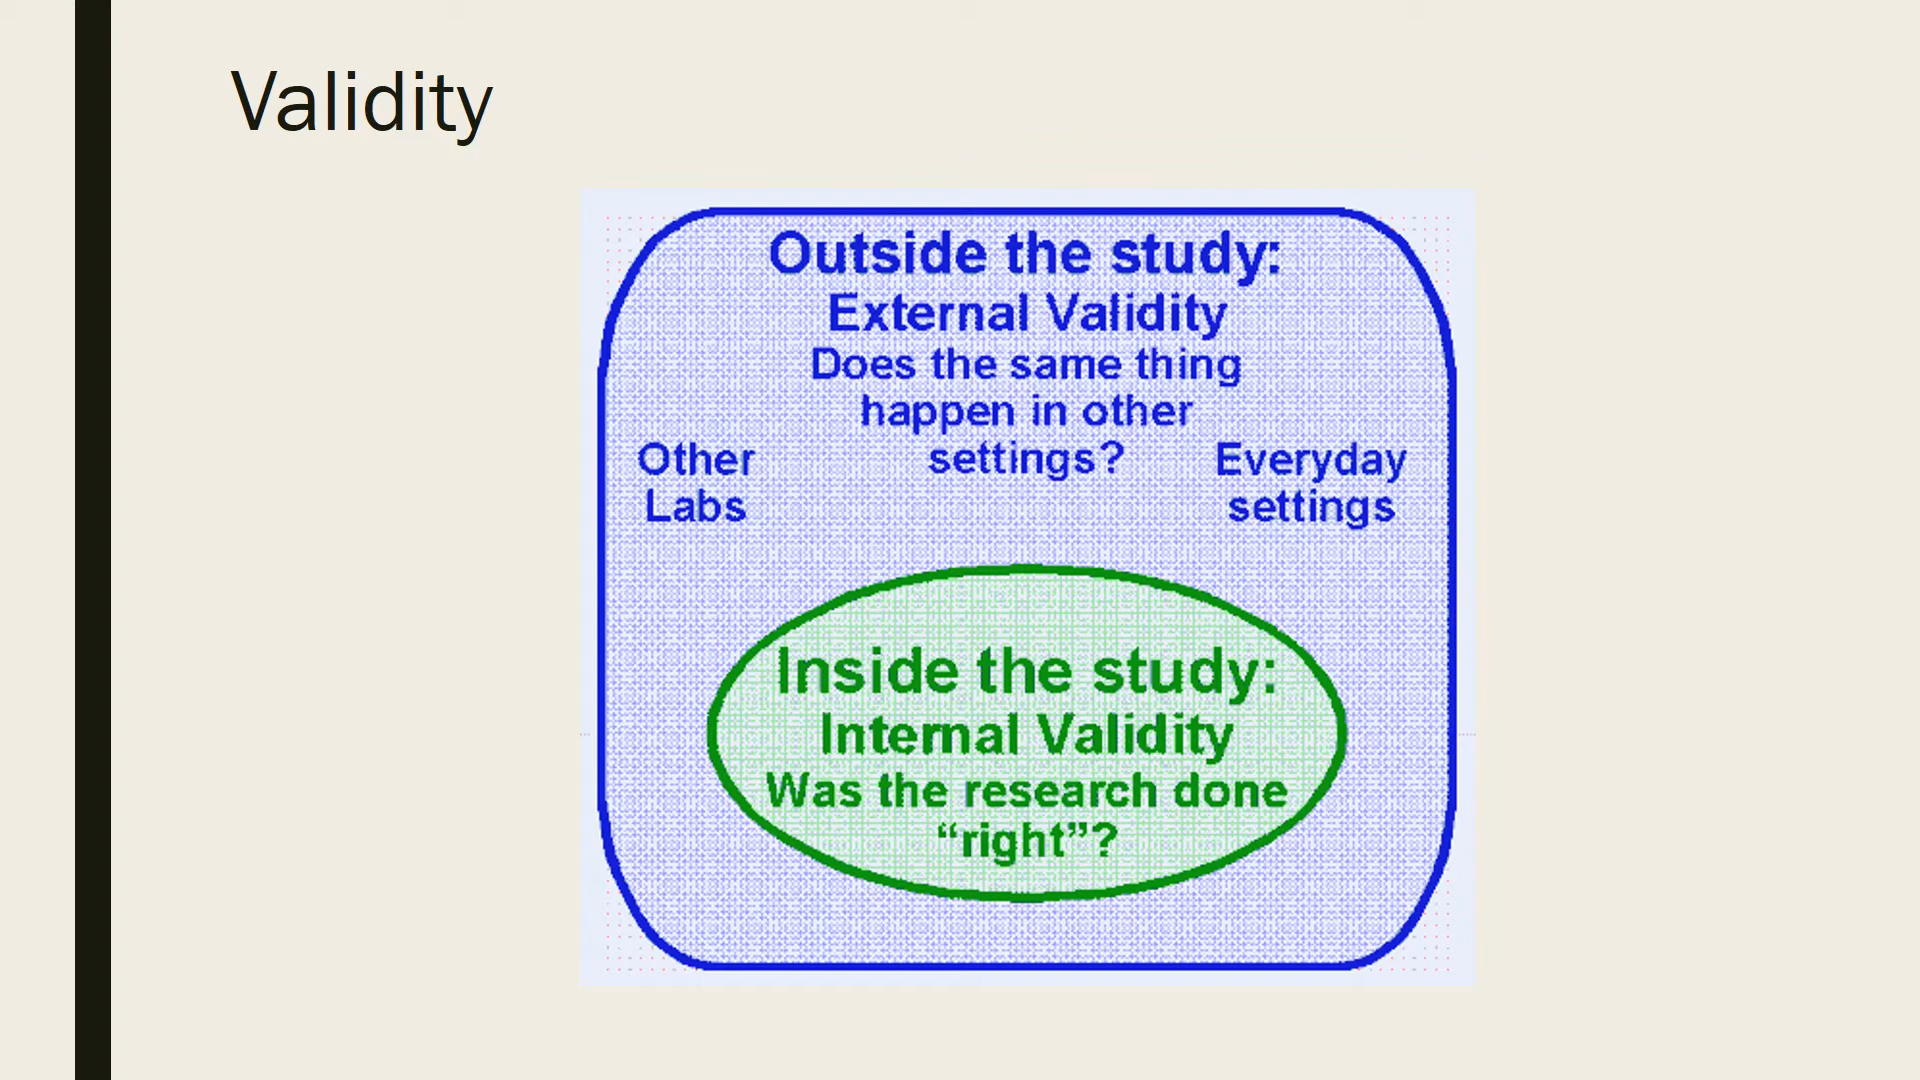 Validity
Outside the study:
External Validity
Does the same thing
happen in other
settings?
Other
Labs
Everyday
settings
Inside the study:
Internal Validity
Was the research done
“right”?